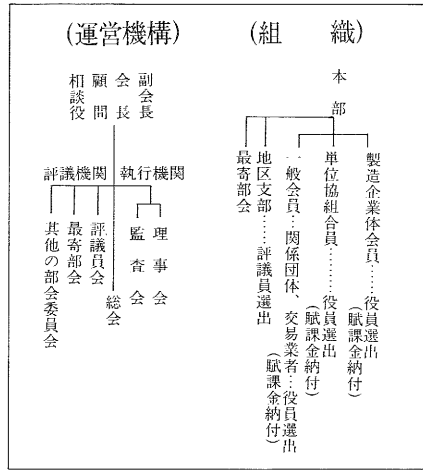 (組織)
本部
製造企業体会員……役員選出
(賦課金納付)
単位協組合員……役員選出
(賦課金納付)
一般会員…関係団体、交易業者…役員選出
(賦課金納付)
地区支部……評議員選出
最寄部会
(運営機構)
副会長
会長
顧問
相談役
執行機関
評議機関
理事会
監査会
総会
評議員会
最寄部会
其他の部会委員会